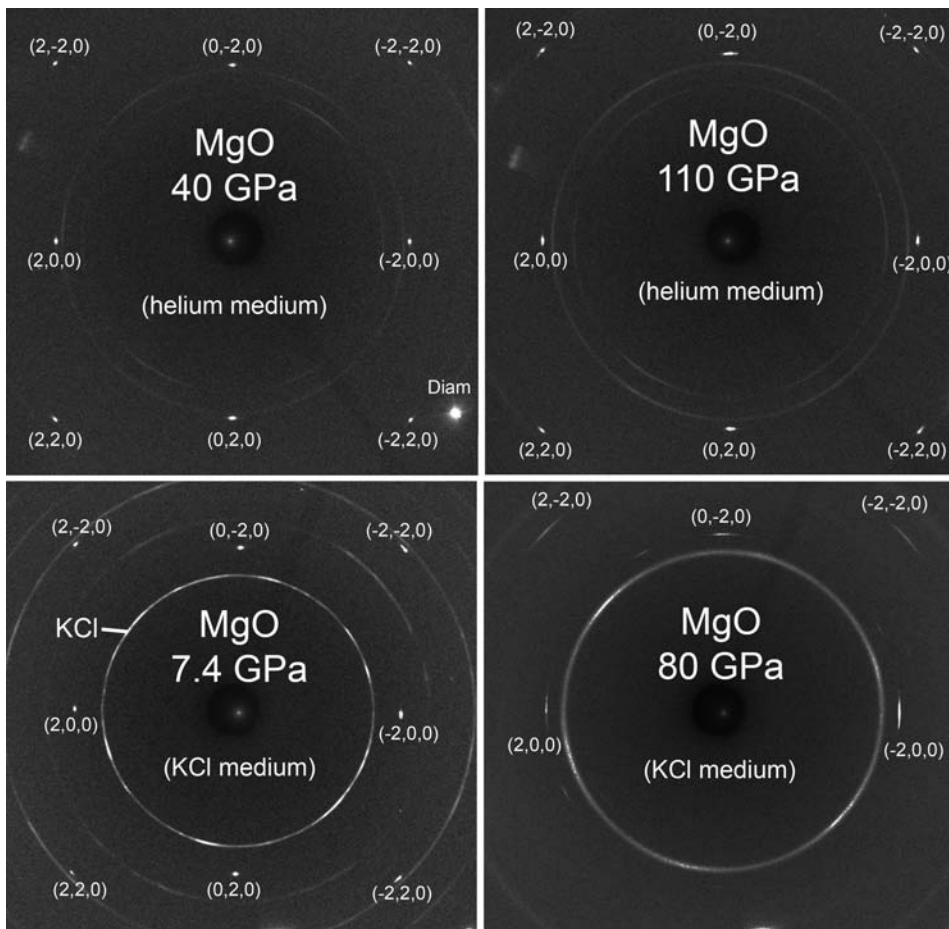 (2,-2,0) (0,-2,0) (-2,-2,0)
MgO
40 GPa
(2,0,0) (-2,0,0)
(helium medium)
Diam
(2,2,0) (0,2,0) (-2,2,0)
(2,-2,0) (0,-2,0) (-2,-2,0)
MgO
110 GPa
(2,0,0) (-2,0,0)
(helium medium)
(2,2,0) (0,2,0) (-2,2,0)
(2,-2,0) (0,-2,0) (-2,-2,0)
KCl
MgO
7.4 GPa
(2,0,0) (-2,0,0)
(KCl medium)
(2,2,0) (0,2,0) (-2,2,0)
(2,-2,0) (0,-2,0) (-2,-2,0)
MgO
80 GPa
(2,0,0) (-2,0,0)
(KCl medium)